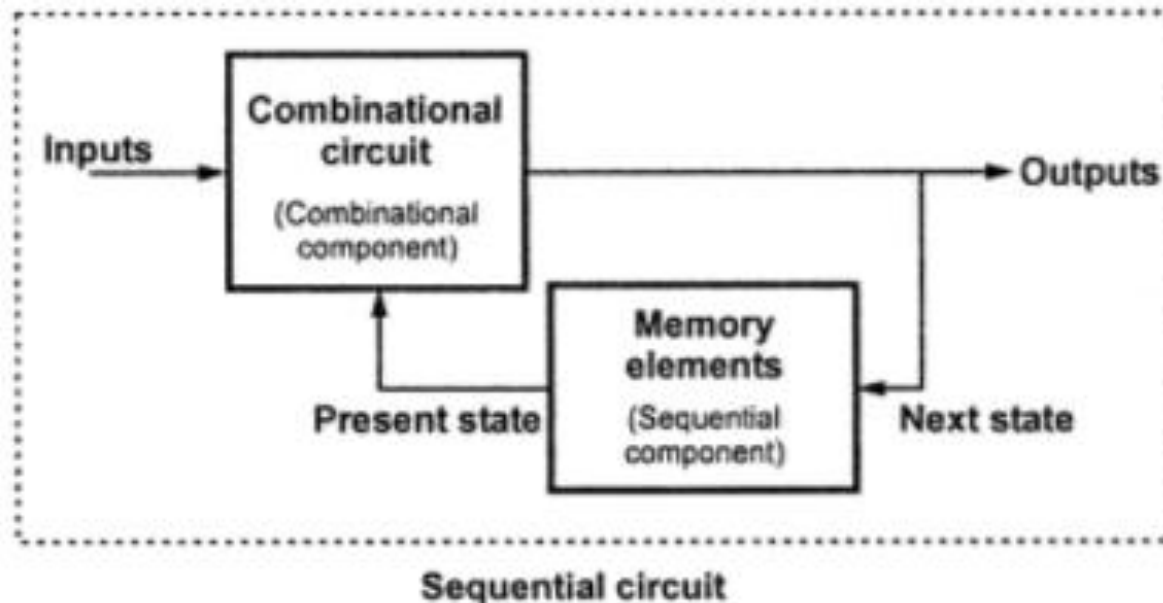 Combinational
circuit
(Combinational
component)
Inputs
Outputs
Memory
elements
(Sequential
component)
Present state
Next state
Sequential circuit